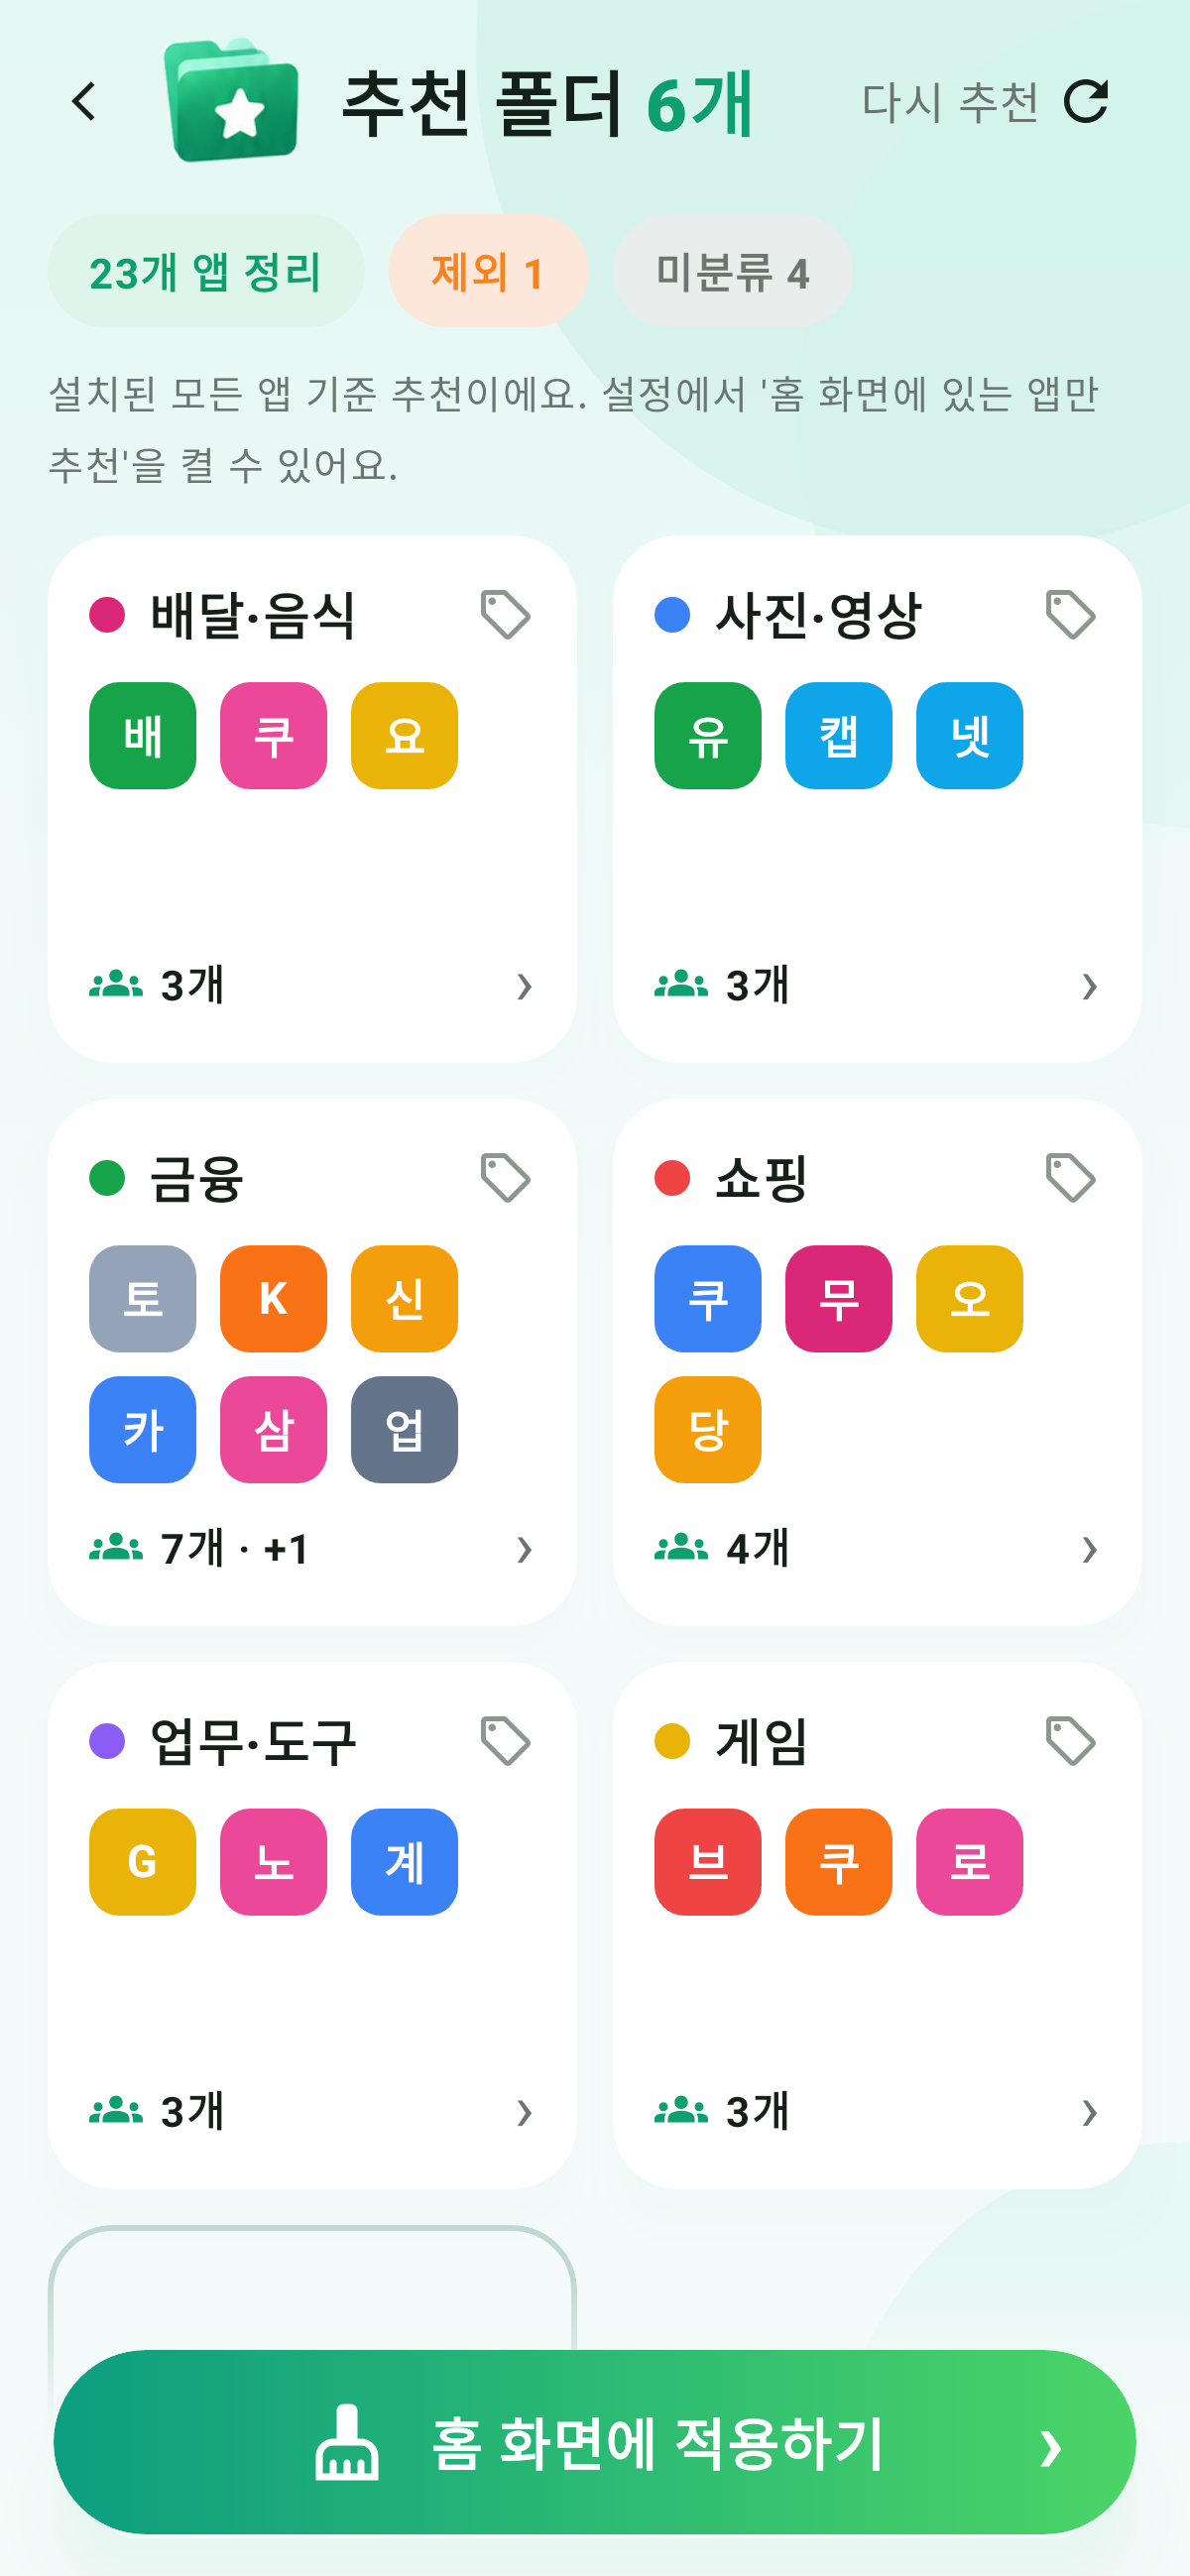 추천 폴더 6개
다시 추천
23개 앱 정리
제외 1
미분류 4
설치된 모든 앱 기준 추천이에요. 설정에서 '홈 화면에 있는 앱만
추천'을 켤 수 있어요.
배달·음식
배 쿠 요
3개
사진·영상
유 캡 넷
3개
금융
토 K 신
카 삼 업
7개 · +1
쇼핑
쿠 무 오
당
4개
업무·도구
G 노 계
3개
게임
브 쿠 로
3개
홈 화면에 적용하기